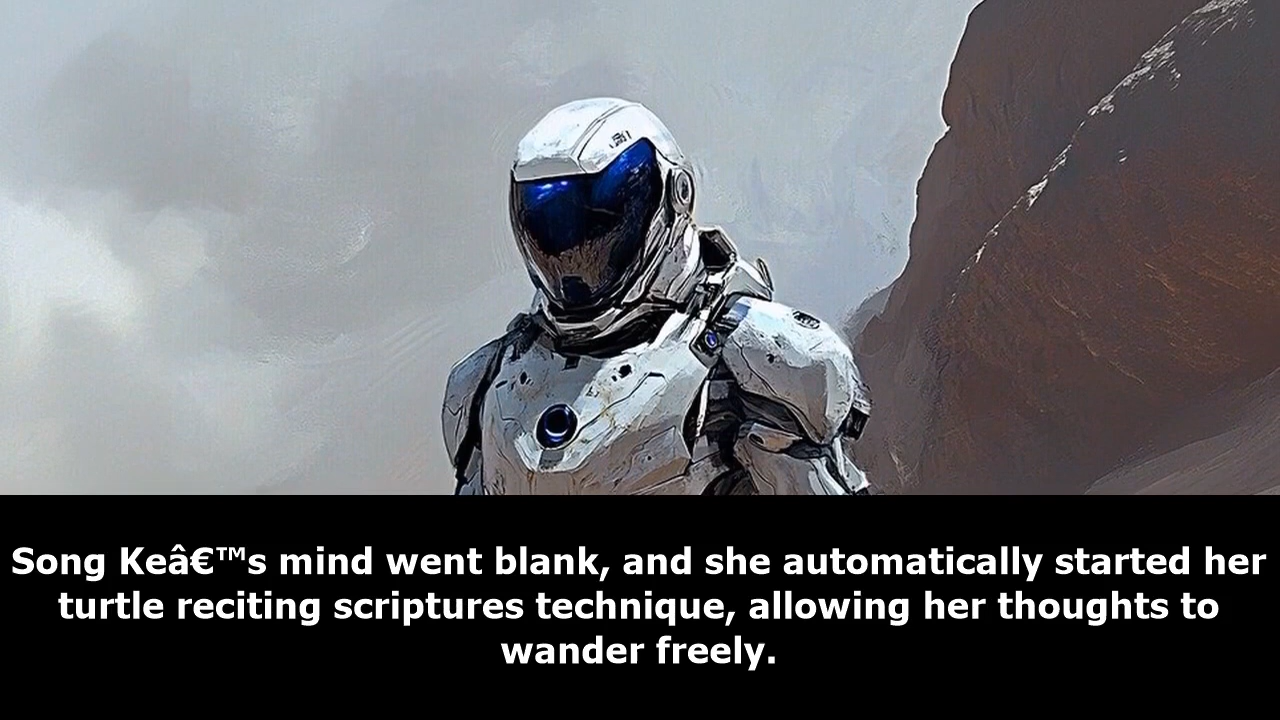 Song Keâ€™s mind went blank, and she automatically started her
turtle reciting scriptures technique, allowing her thoughts to
wander freely.